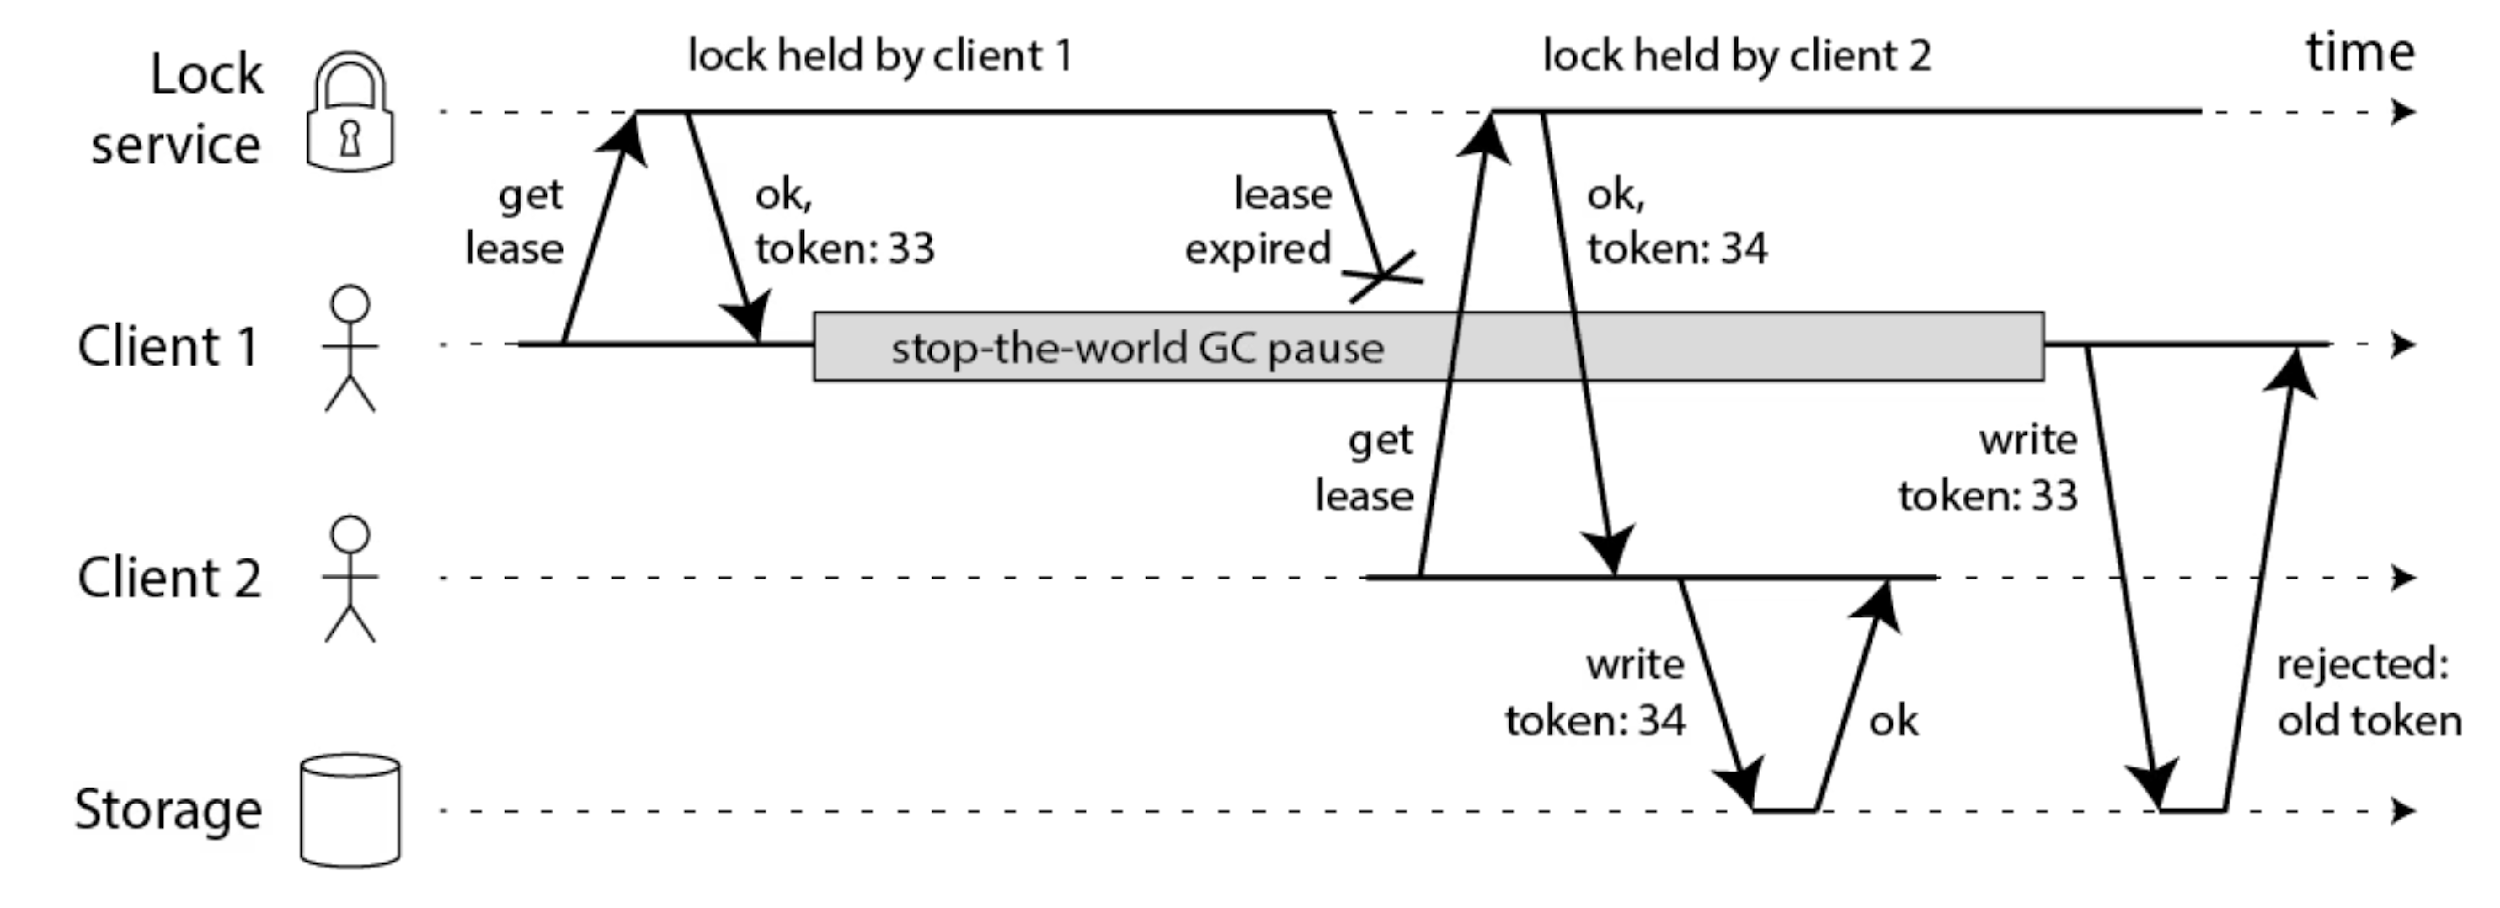 lock held by client 1
lock held by client 2
time
Lock
service
get
lease
ok,
token: 33
lease
expired
ok,
token: 34
Client 1
stop-the-world GC pause
get
lease
write
token: 33
Client 2
write
token: 34
ok
rejected:
old token
Storage